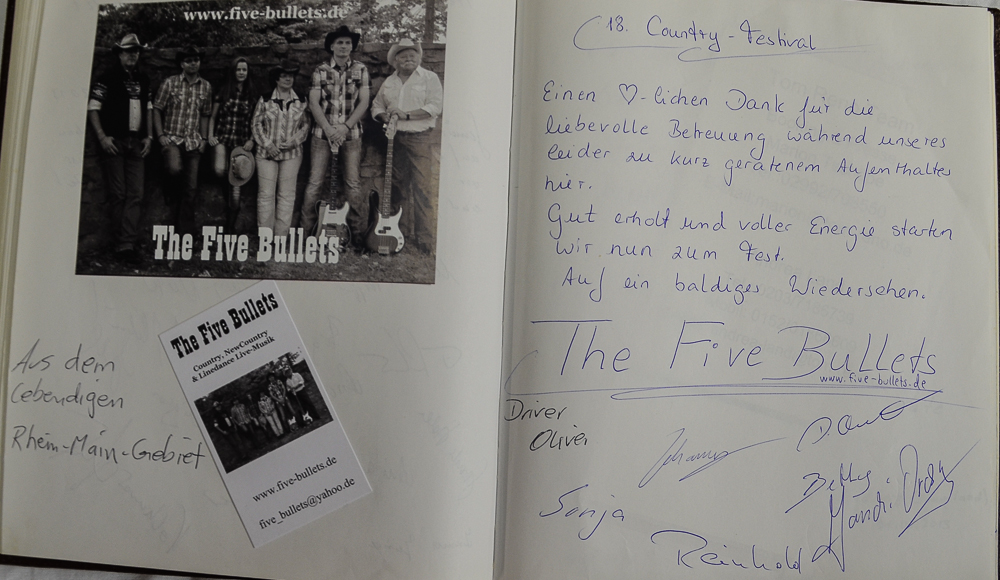 www.five-bullets.de
The Five Bullets
The Five Bullets
Country, NewCountry
& Linedance Live-Musik
www.five-bullets.de
five_bullets@yahoo.de
Aus dem
Lebendigen
Rhein-Main-Gebiet
18. Country-Festival
Einen ♡-lichen Dank für die
liebevolle Betreuung während unseres
leider zu kurz geratenem Aufenthaltes
hier.
Gut erholt und voller Energie starten
wir nun zum Fest.
Auf ein baldiges Wiedersehen.
The Five Bullets
www.five-bullets.de
Driver
Oliver
Johannes
Sonja
Reinhold